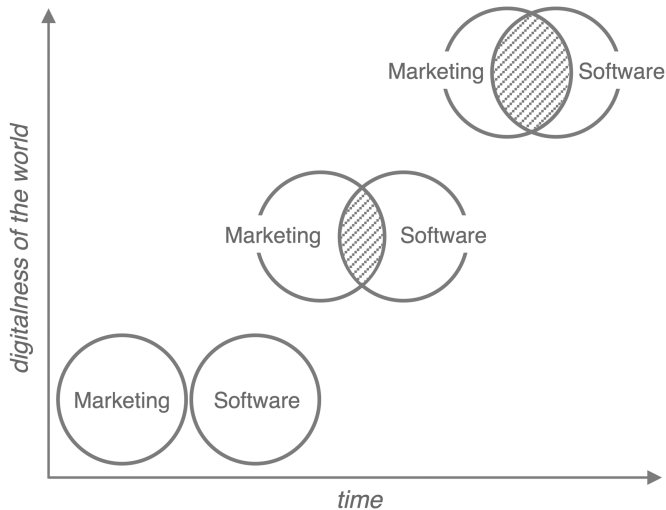 Marketing
Software
Marketing
Software
Marketing
Software
digitalness of the world
time